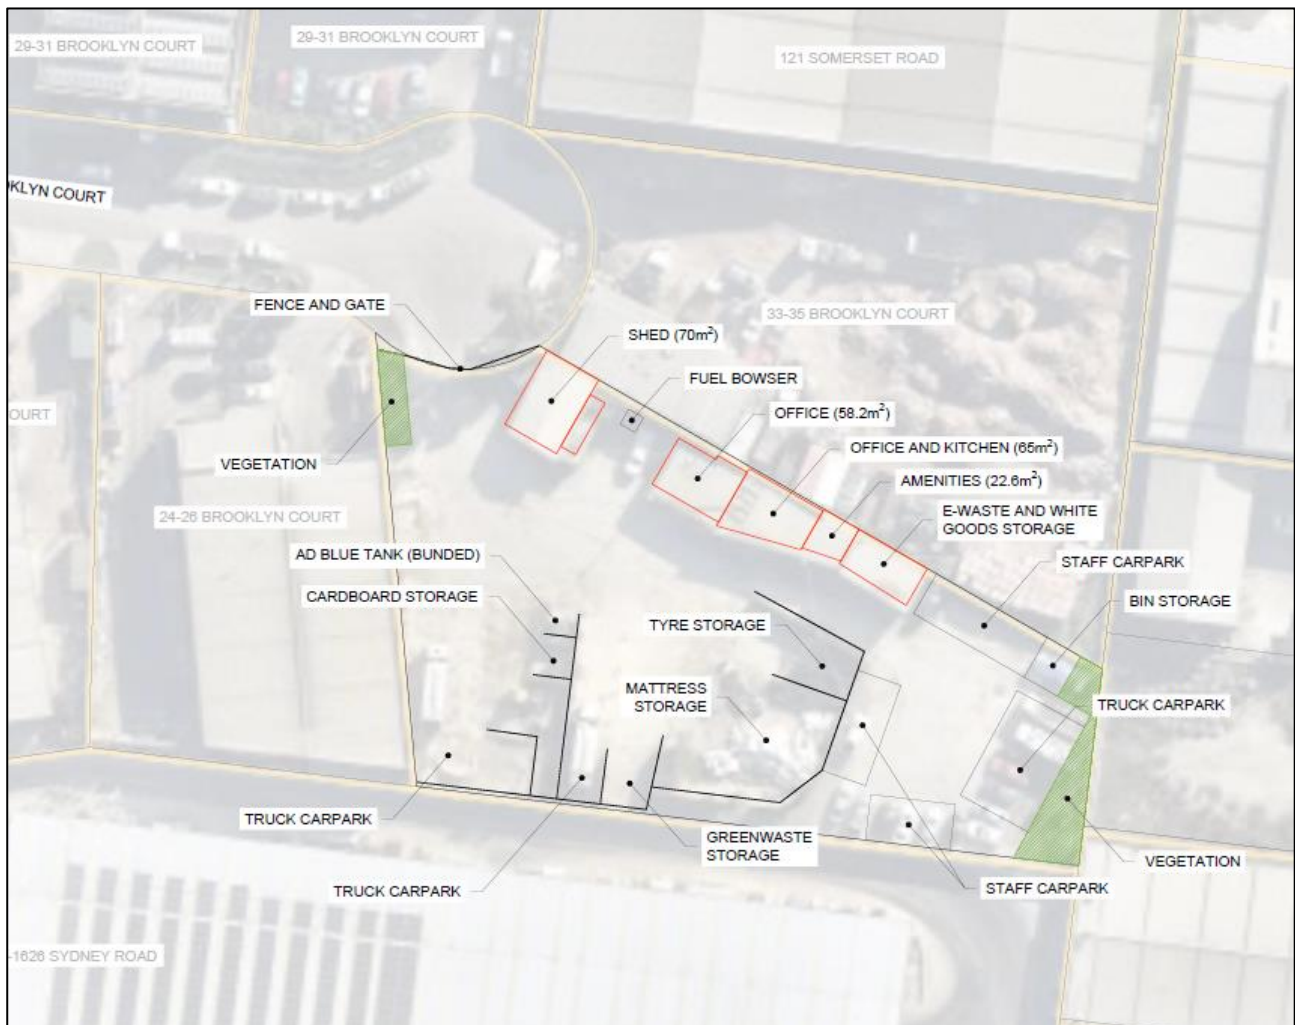 29-31 BROOKLYN COURT
29-31 BROOKLYN COURT
121 SOMERSET ROAD
OKLYN COURT
FENCE AND GATE
33-35 BROOKLYN COURT
SHED (70m²)
FUEL BOWSER
OFFICE (58.2m²)
OURT
OFFICE AND KITCHEN (65m²)
VEGETATION
AMENITIES (22.6m²)
24-26 BROOKLYN COURT
E-WASTE AND WHITE
GOODS STORAGE
AD BLUE TANK (BUNDED)
STAFF CARPARK
CARDBOARD STORAGE
BIN STORAGE
TYRE STORAGE
MATTRESS
STORAGE
TRUCK CARPARK
TRUCK CARPARK
GREENWASTE
STORAGE
VEGETATION
TRUCK CARPARK
STAFF CARPARK
-1626 SYDNEY ROAD